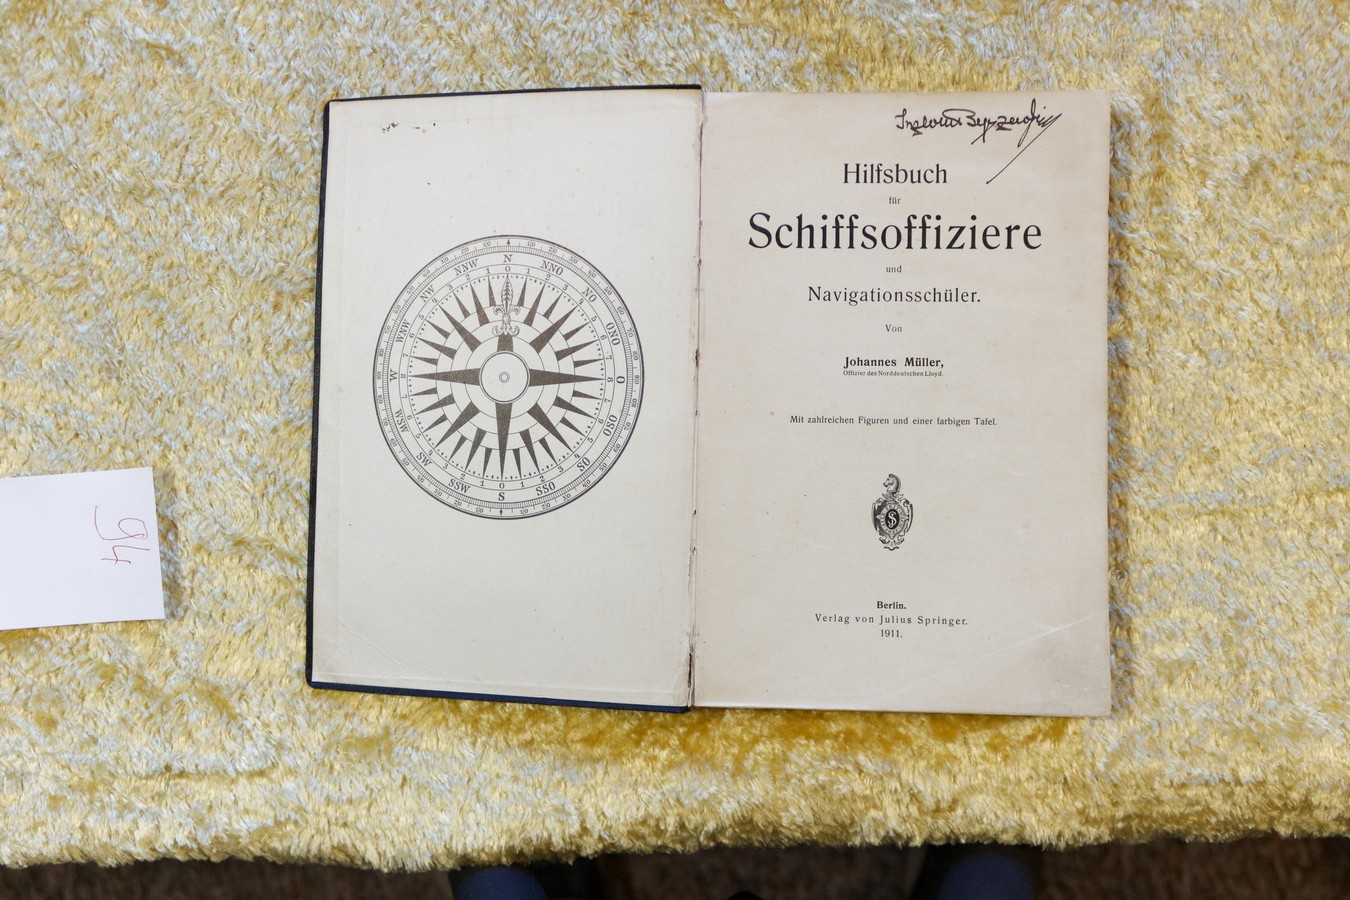 94
N
NNO
NO
ONO
O
OSO
SO
SSO
S
SSW
SW
WSW
W
WNW
NW
NNW
Hilfsbuch
für
Schiffsoffiziere
und
Navigationsschüler.
Von
Johannes Müller,
Offizier des Norddeutschen Lloyd.
Mit zahlreichen Figuren und einer farbigen Tafel.
Berlin.
Verlag von Julius Springer.
1911.